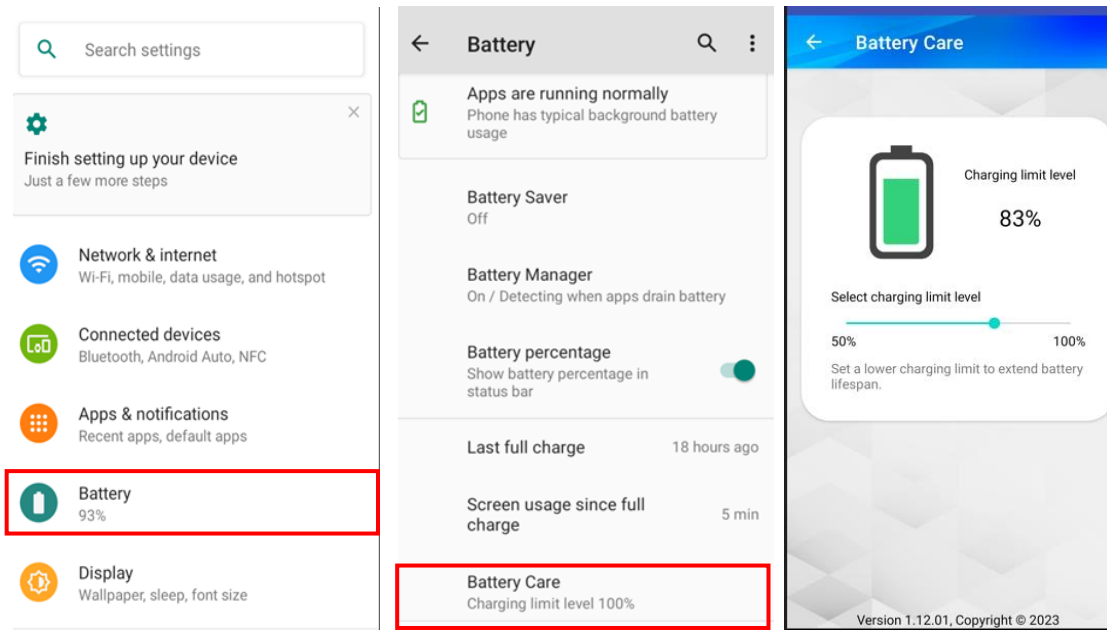 Search settings
Finish setting up your device
Just a few more steps
Network & internet
Wi-Fi, mobile, data usage, and hotspot
Connected devices
Bluetooth, Android Auto, NFC
Apps & notifications
Recent apps, default apps
Battery
93%
Display
Wallpaper, sleep, font size
Battery
Apps are running normally
Phone has typical background battery
usage
Battery Saver
Off
Battery Manager
On / Detecting when apps drain battery
Battery percentage
Show battery percentage in
status bar
Last full charge
18 hours ago
Screen usage since full
charge
5 min
Battery Care
Charging limit level 100%
Battery Care
Charging limit level
83%
Select charging limit level
50%
100%
Set a lower charging limit to extend battery
lifespan.
Version 1.12.01, Copyright © 2023